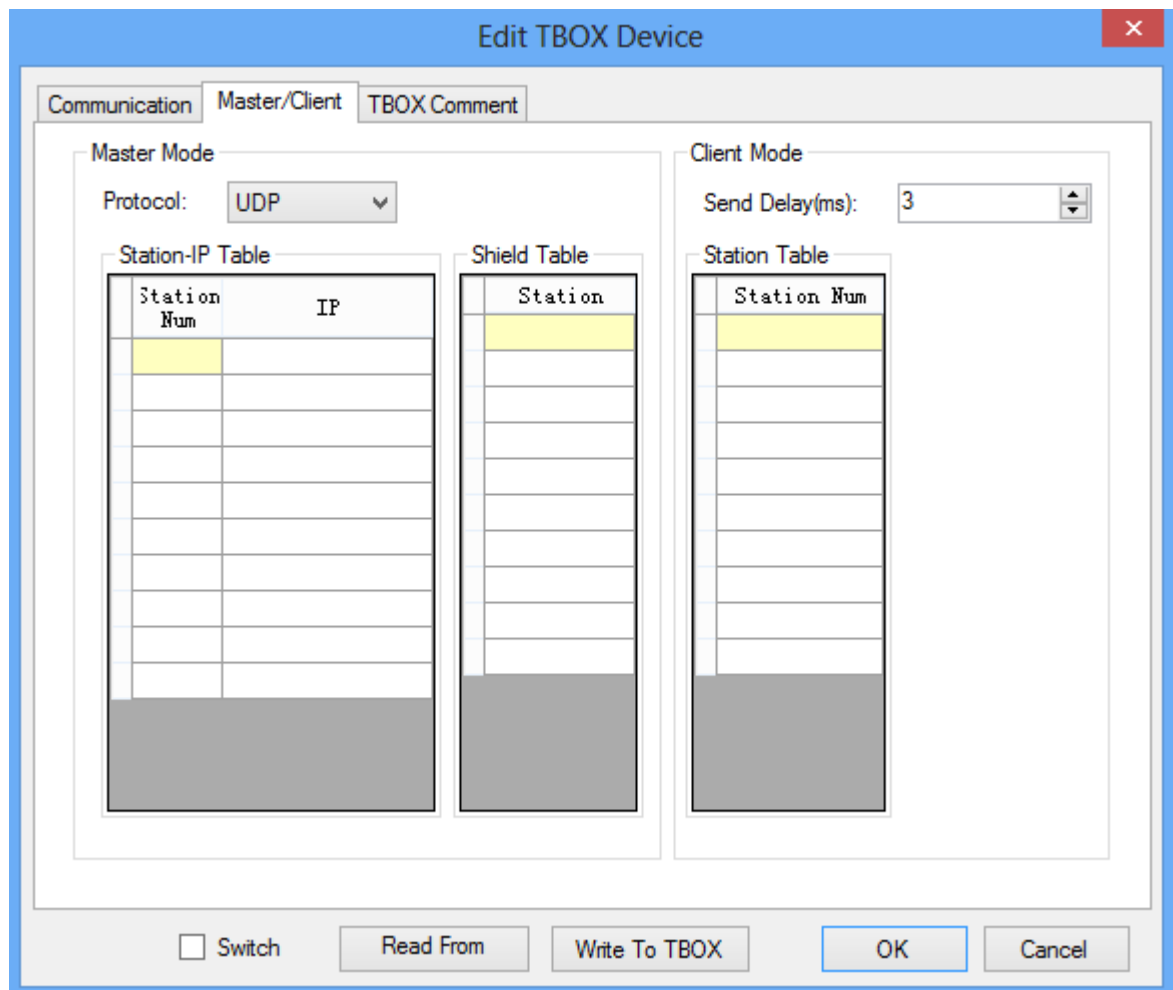 Edit TBOX Device
Communication Master/Client TBOX Comment
Master Mode
Client Mode
Protocol: UDP
Send Delay(ms): 3
Station-IP Table
Shield Table
Station Table
Station
Num
IP
Station
Station Num
Switch
Read From
Write To TBOX
OK
Cancel